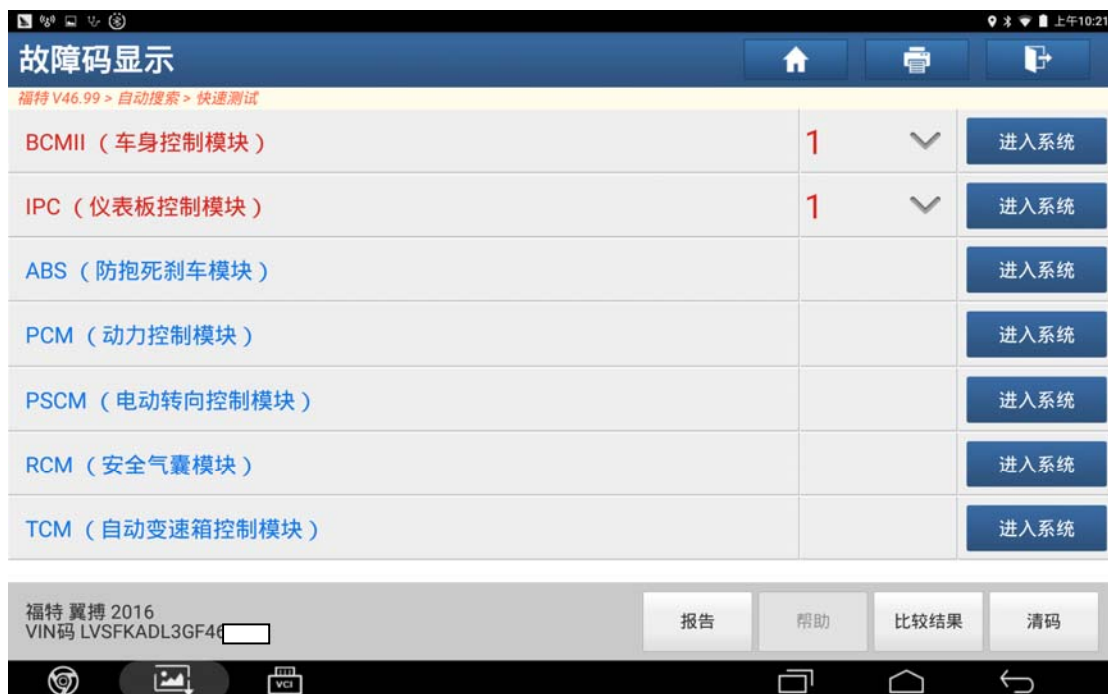 上午10:21
故障码显示
福特 V46.99 > 自动搜索 > 快速测试
BCMII （车身控制模块） 1 进入系统
IPC （仪表板控制模块） 1 进入系统
ABS （防抱死刹车模块） 进入系统
PCM （动力控制模块） 进入系统
PSCM （电动转向控制模块） 进入系统
RCM （安全气囊模块） 进入系统
TCM （自动变速箱控制模块） 进入系统
福特 翼搏 2016
VIN码 LVSFKADL3GF46
报告 帮助 比较结果 清码
VCI